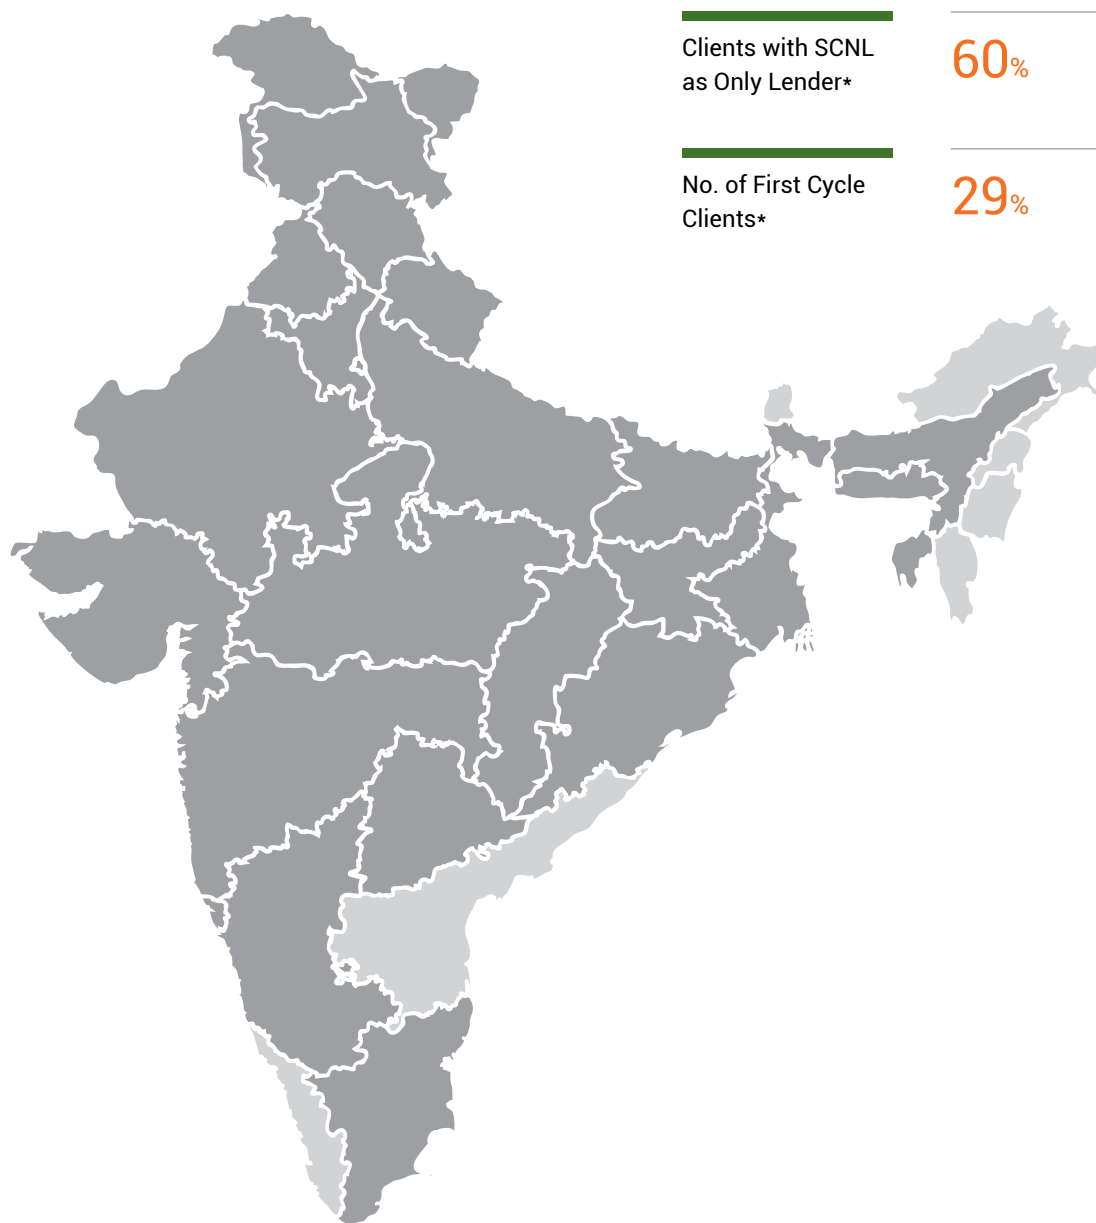 Clients with SCNL
as Only Lender*
60%
No. of First Cycle
Clients*
29%